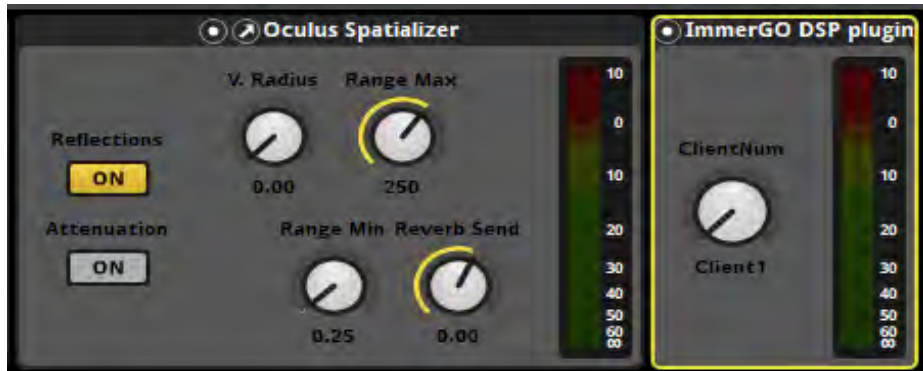 Oculus Spatializer
V. Radius Range Max
Reflections
ON
0.00 250
Attenuation
ON
Range Min Reverb Send
0.25 0.00
10
0
10
20
30
40
50
60
∞
ImmerGO DSP plugin
ClientNum
Client1
10
0
10
20
30
40
50
60
∞